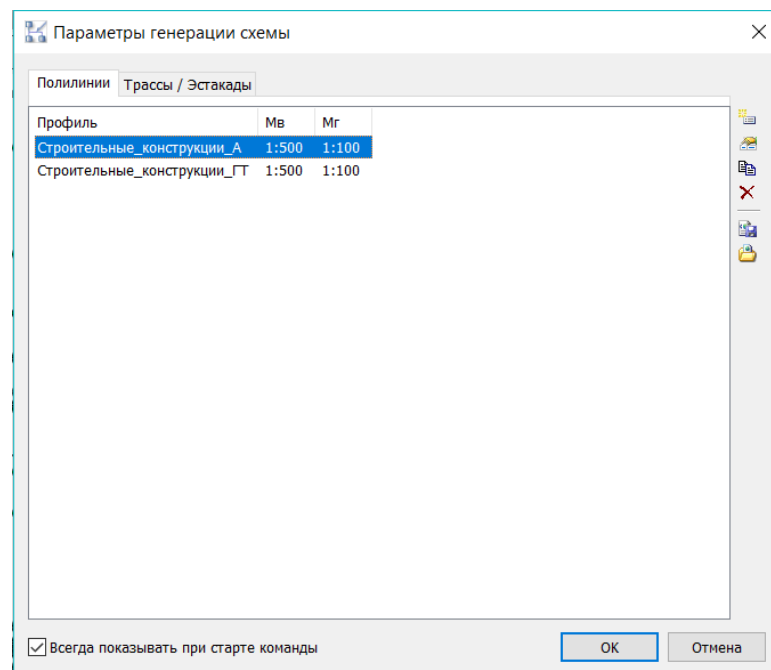 Параметры генерации схемы
Полилинии Трассы / Эстакады
Профиль Мв Мг
Строительные_конструкции_А 1:500 1:100
Строительные_конструкции_ГТ 1:500 1:100
Всегда показывать при старте команды
ОК Отмена